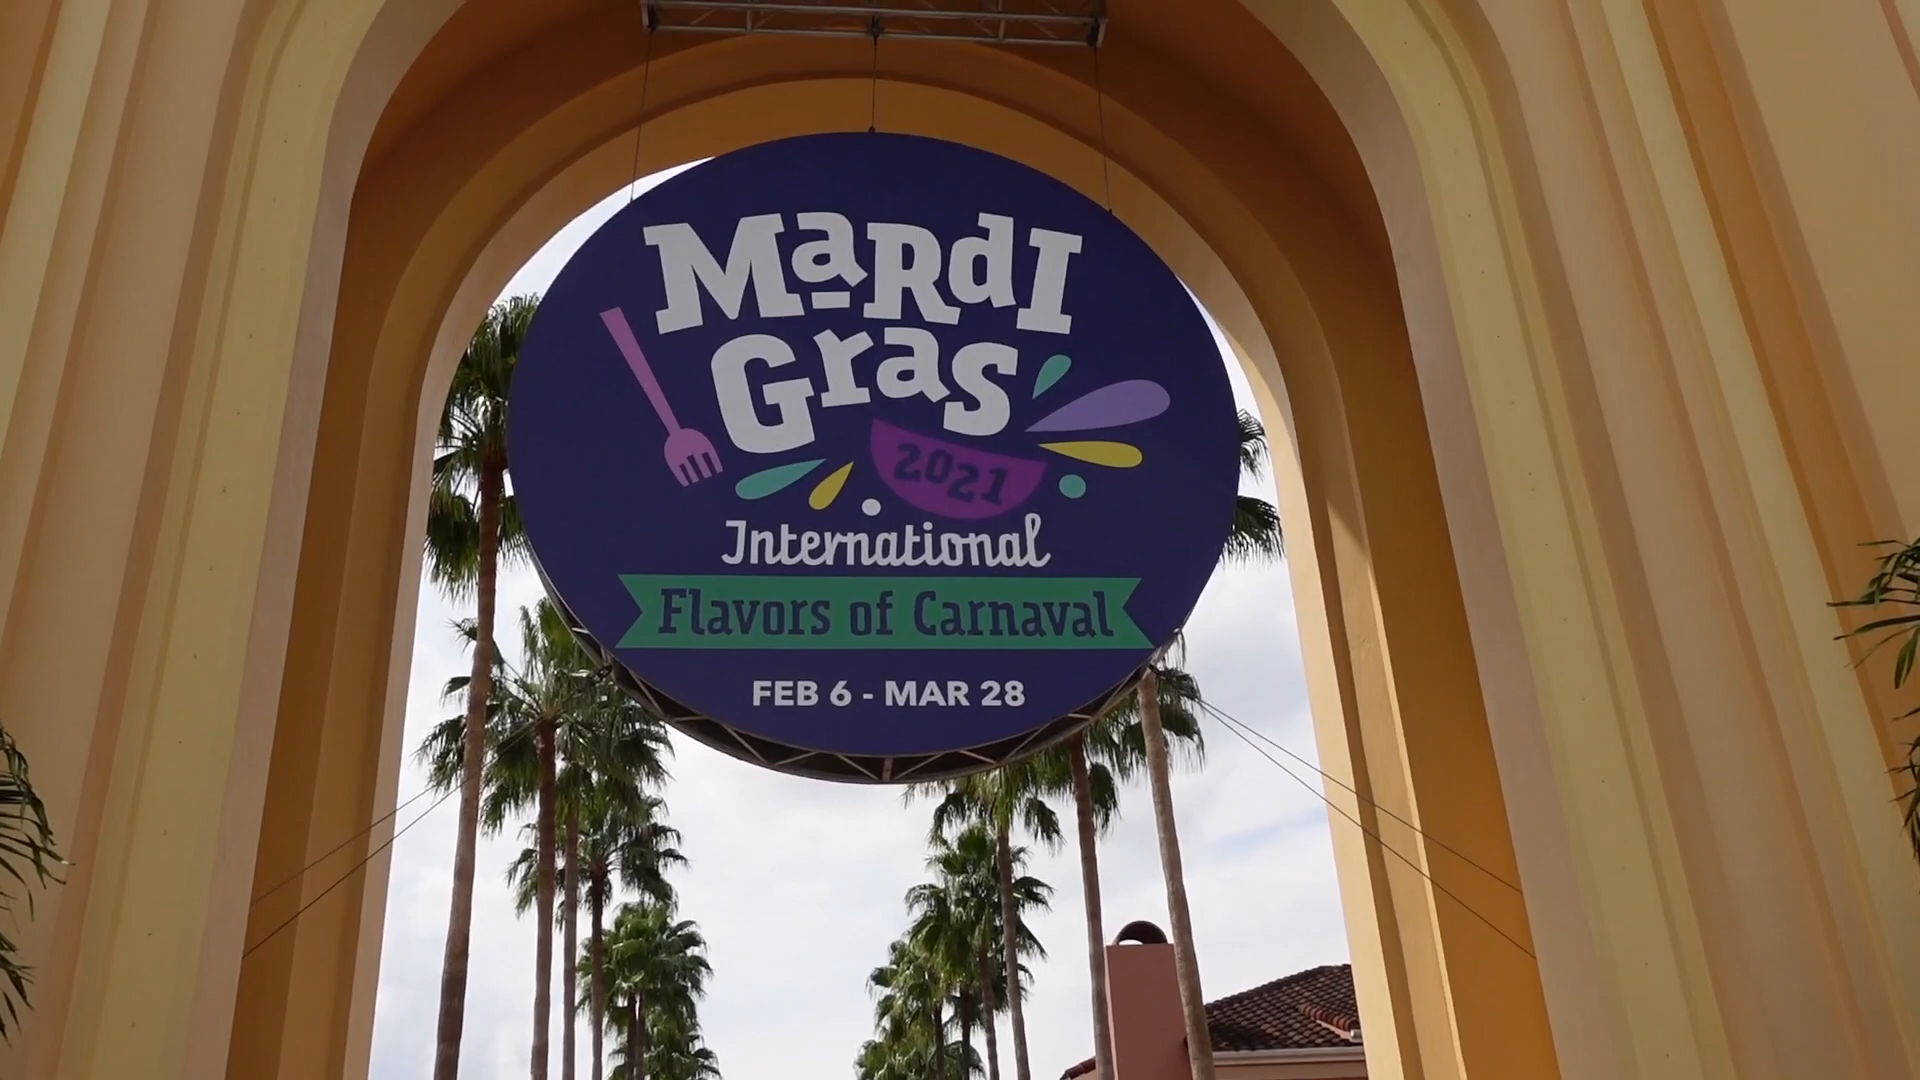 Mardi
Gras
2021
International
Flavors of Carnaval
FEB 6 - MAR 28